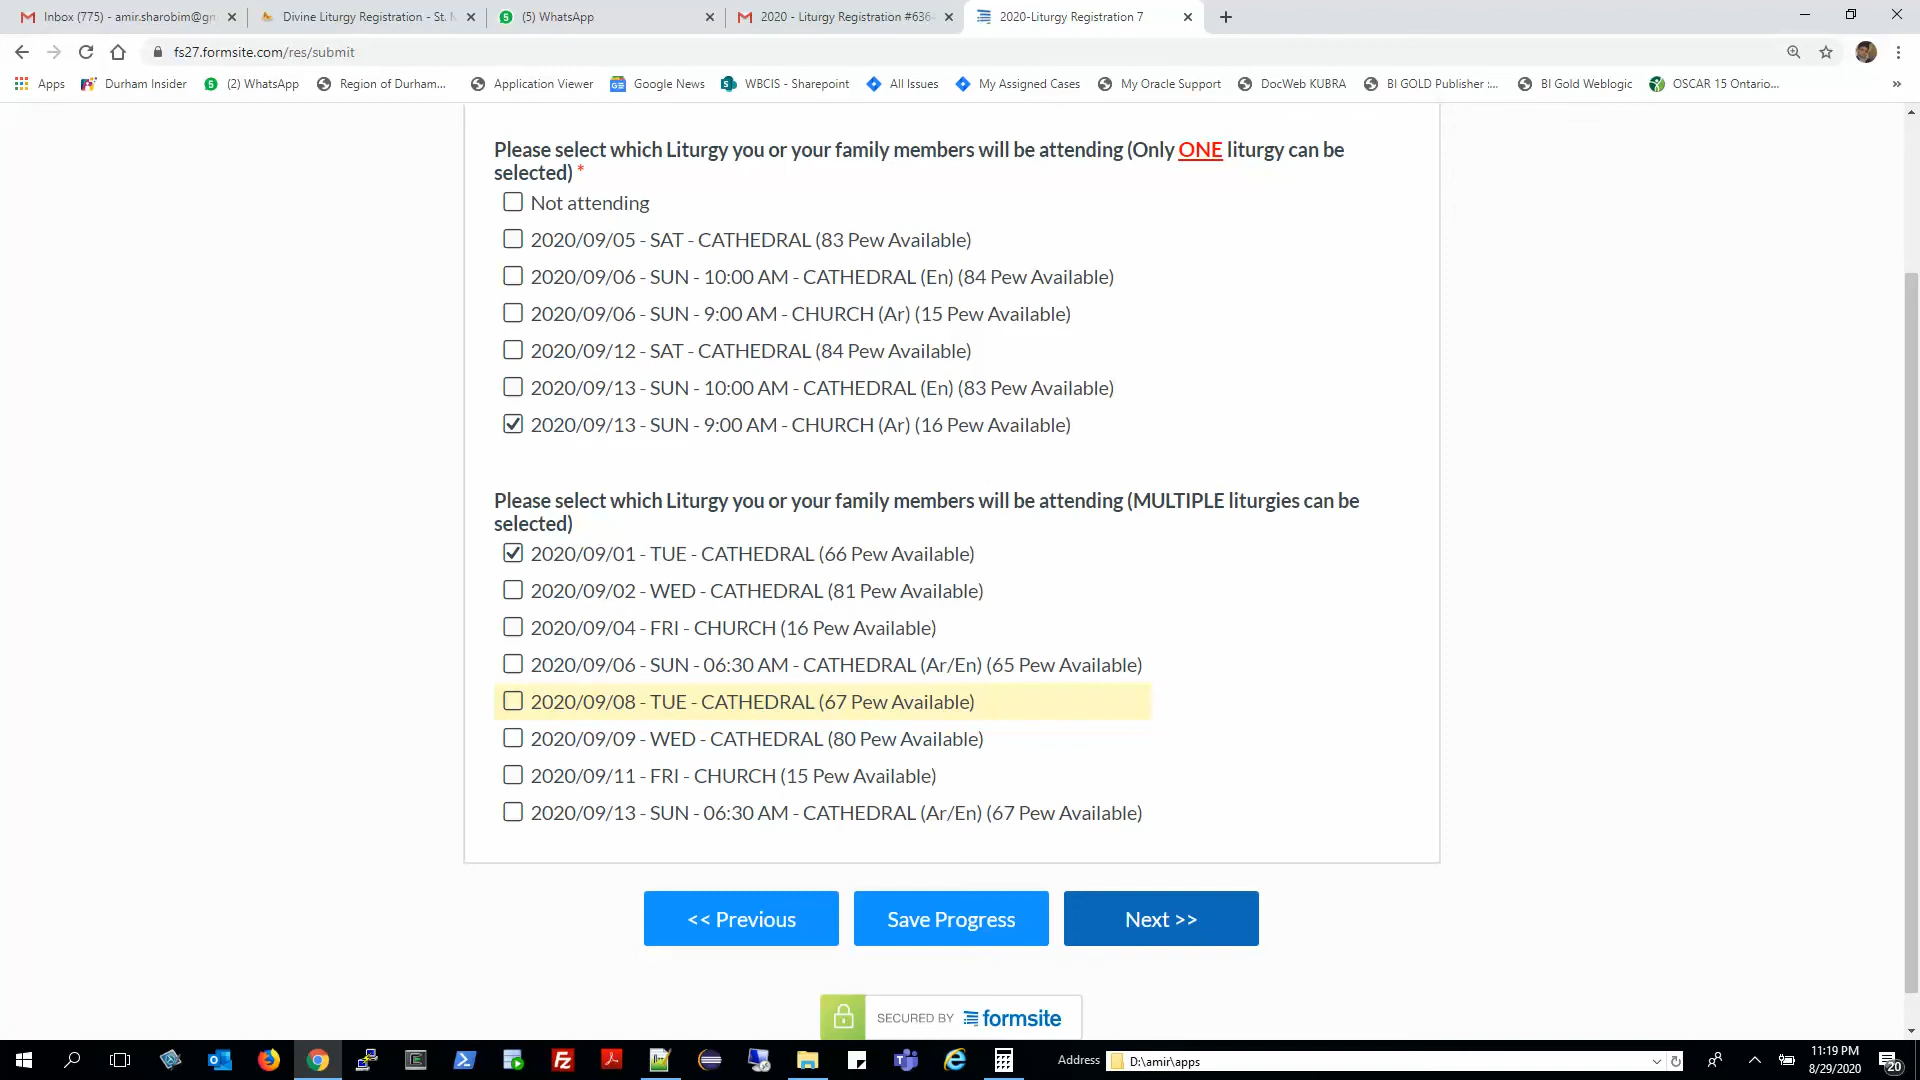 Inbox (775) - amir.sharobim@gn
Divine Liturgy Registration - St. M
(5) WhatsApp
2020 - Liturgy Registration #636
2020-Liturgy Registration 7
fs27.formsite.com/res/submit
Apps
Durham Insider
(2) WhatsApp
Region of Durham...
Application Viewer
Google News
WBCIS - Sharepoint
All Issues
My Assigned Cases
My Oracle Support
DocWeb KUBRA
BI GOLD Publisher :...
BI Gold Weblogic
OSCAR 15 Ontario...
»
Please select which Liturgy you or your family members will be attending (Only ONE liturgy can be
selected) *
Not attending
2020/09/05 - SAT - CATHEDRAL (83 Pew Available)
2020/09/06 - SUN - 10:00 AM - CATHEDRAL (En) (84 Pew Available)
2020/09/06 - SUN - 9:00 AM - CHURCH (Ar) (15 Pew Available)
2020/09/12 - SAT - CATHEDRAL (84 Pew Available)
2020/09/13 - SUN - 10:00 AM - CATHEDRAL (En) (83 Pew Available)
2020/09/13 - SUN - 9:00 AM - CHURCH (Ar) (16 Pew Available)
Please select which Liturgy you or your family members will be attending (MULTIPLE liturgies can be
selected)
2020/09/01 - TUE - CATHEDRAL (66 Pew Available)
2020/09/02 - WED - CATHEDRAL (81 Pew Available)
2020/09/04 - FRI - CHURCH (16 Pew Available)
2020/09/06 - SUN - 06:30 AM - CATHEDRAL (Ar/En) (65 Pew Available)
2020/09/08 - TUE - CATHEDRAL (67 Pew Available)
2020/09/09 - WED - CATHEDRAL (80 Pew Available)
2020/09/11 - FRI - CHURCH (15 Pew Available)
2020/09/13 - SUN - 06:30 AM - CATHEDRAL (Ar/En) (67 Pew Available)
<< Previous
Save Progress
Next >>
SECURED BY formsite
Address
D:\amir\apps
11:19 PM
8/29/2020
20